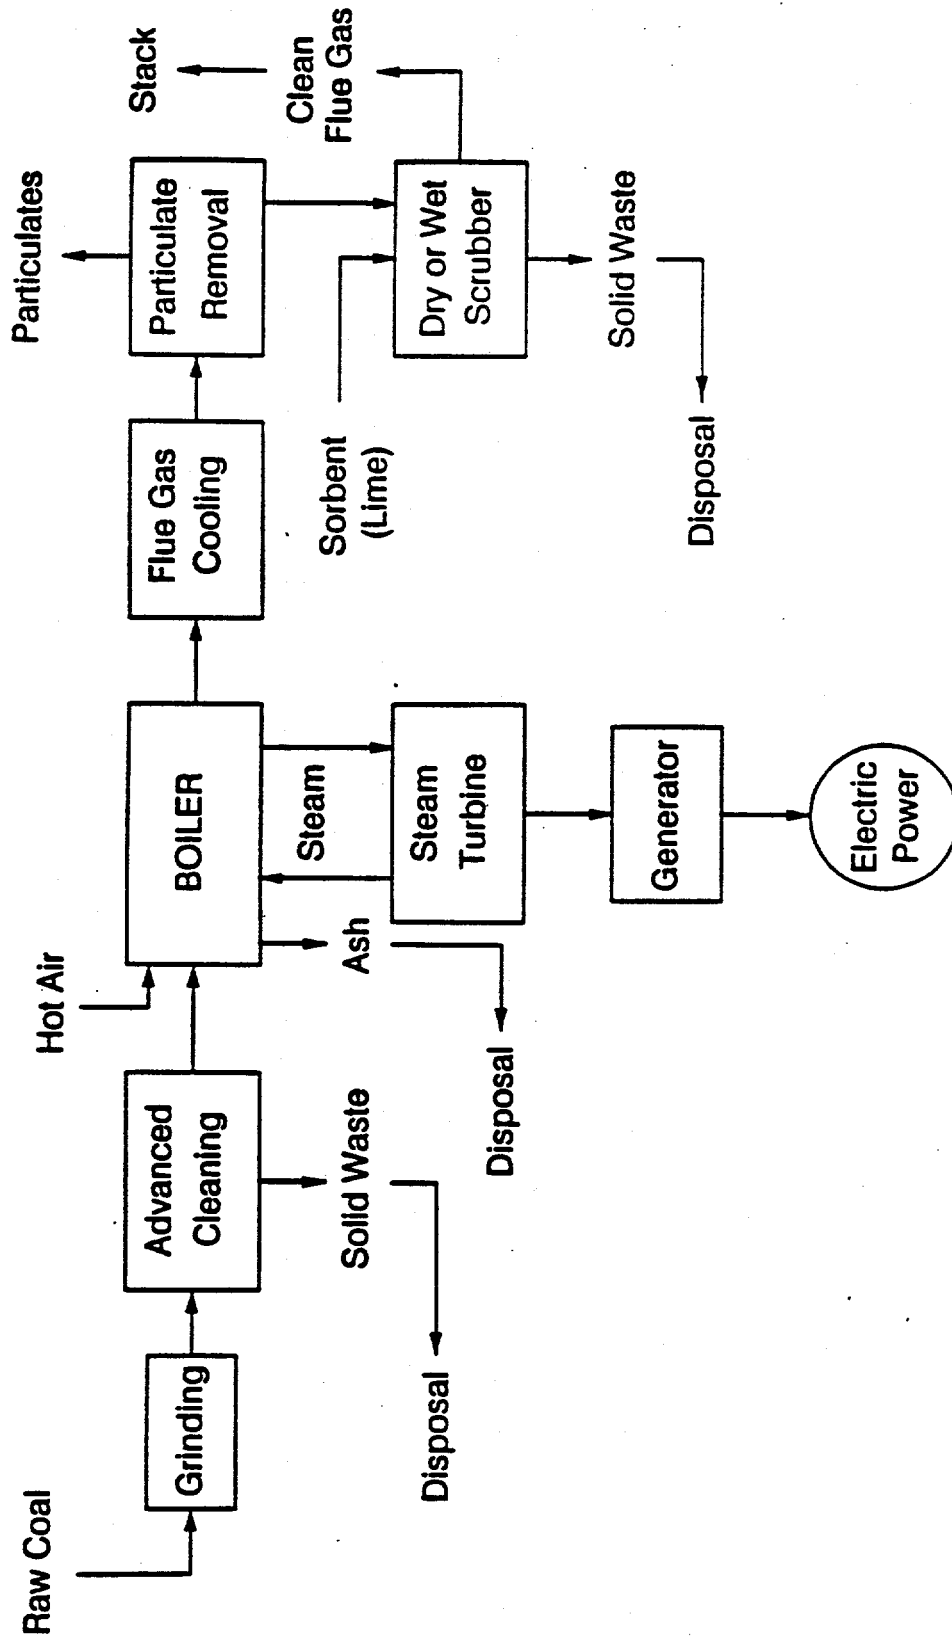 Raw Coal
Grinding
Advanced
Cleaning
Solid Waste
Disposal
Hot Air
BOILER
Ash
Disposal
Steam
Steam
Turbine
Generator
Electric
Power
Flue Gas
Cooling
Particulate
Removal
Particulates
Sorbent
(Lime)
Dry or Wet
Scrubber
Solid Waste
Disposal
Clean
Flue Gas
Stack